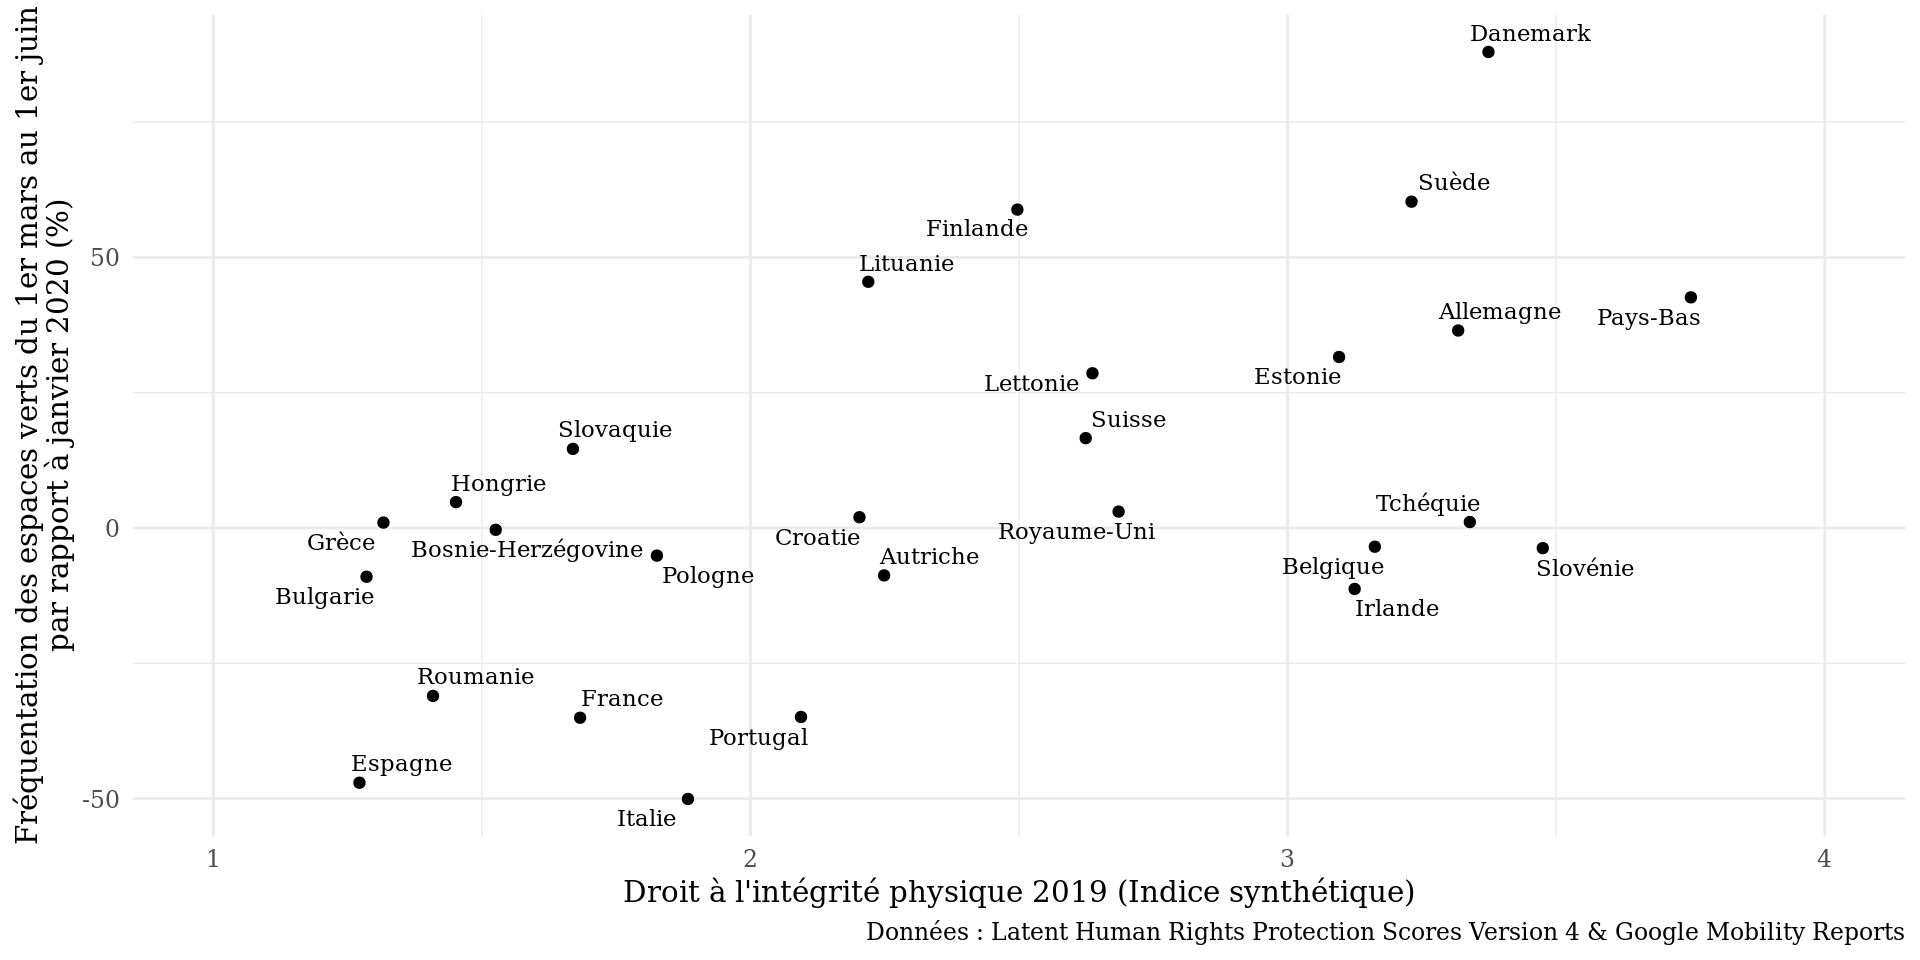 Fréquentation des espaces verts du 1er mars au 1er juin
par rapport à janvier 2020 (%)
Danemark
Suède
Finlande
50
Lituanie
Allemagne
Pays-Bas
Estonie
Lettonie
Suisse
Slovaquie
Hongrie
Tchéquie
0
Royaume-Uni
Croatie
Grèce
Bosnie-Herzégovine
Autriche
Belgique
Slovénie
Pologne
Bulgarie
Irlande
Roumanie
France
Portugal
Espagne
-50
Italie
1
2
3
4
Droit à l'intégrité physique 2019 (Indice synthétique)
Données : Latent Human Rights Protection Scores Version 4 & Google Mobility Reports